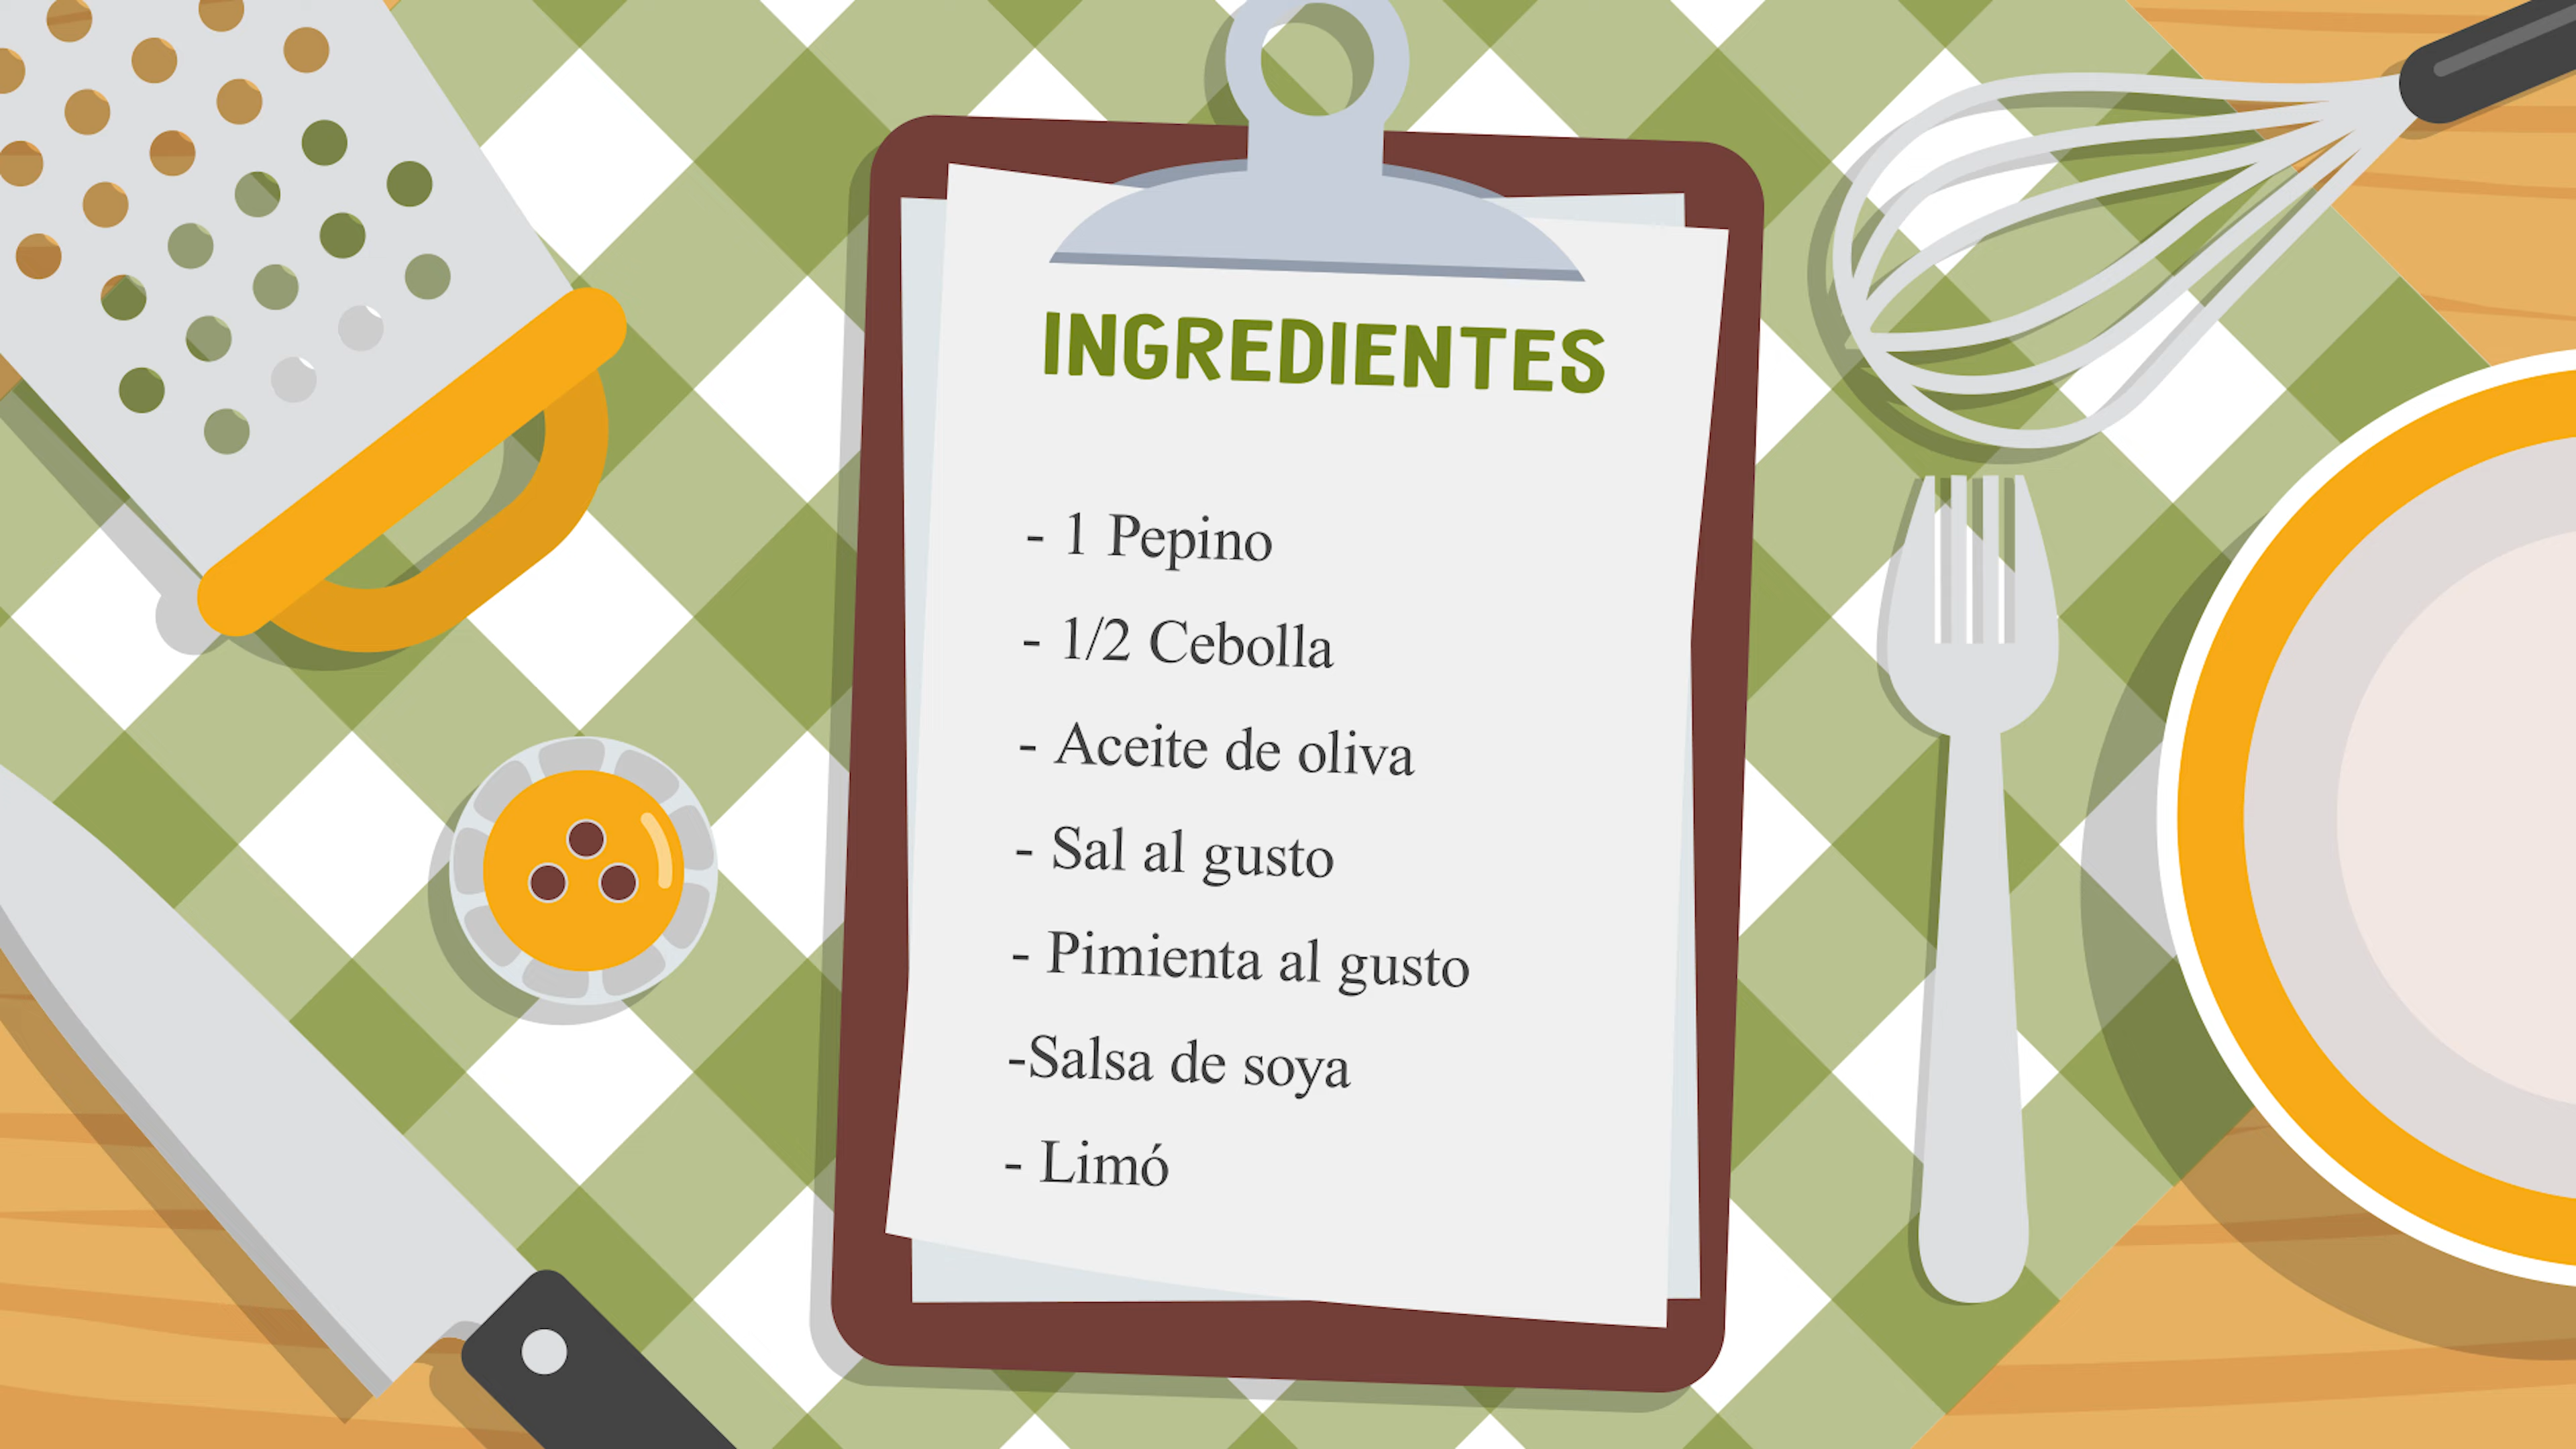 INGREDIENTES
- 1 Pepino
- 1/2 Cebolla
- Aceite de oliva
- Sal al gusto
- Pimienta al gusto
-Salsa de soya
- Limó